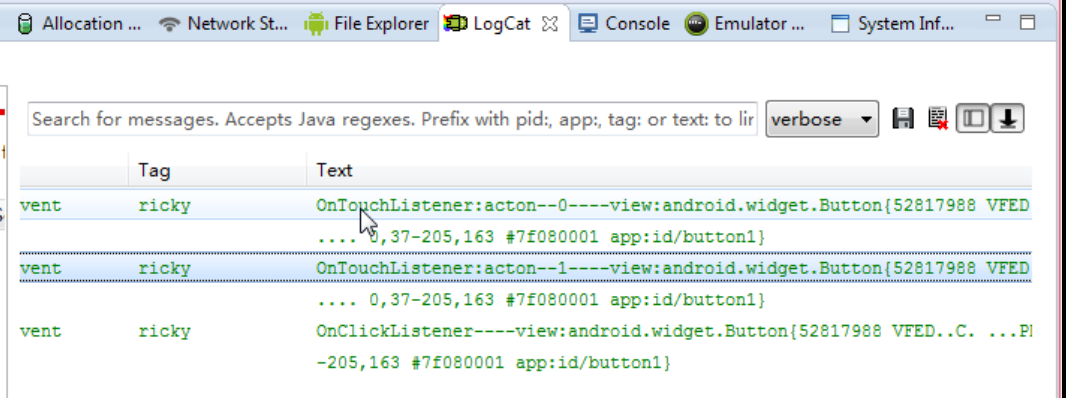 Allocation ... Network St... File Explorer LogCat Console Emulator ... System Inf...
Search for messages. Accepts Java regexes. Prefix with pid:, app:, tag: or text: to lir verbose
Tag Text
vent ricky OnTouchListener:acton--0----view:android.widget.Button{52817988 VFED
.... 0,37-205,163 #7f080001 app:id/button1}
vent ricky OnTouchListener:acton--1----view:android.widget.Button{52817988 VFED
.... 0,37-205,163 #7f080001 app:id/button1}
vent ricky OnClickListener----view:android.widget.Button{52817988 VFED..C. ...
-205,163 #7f080001 app:id/button1}